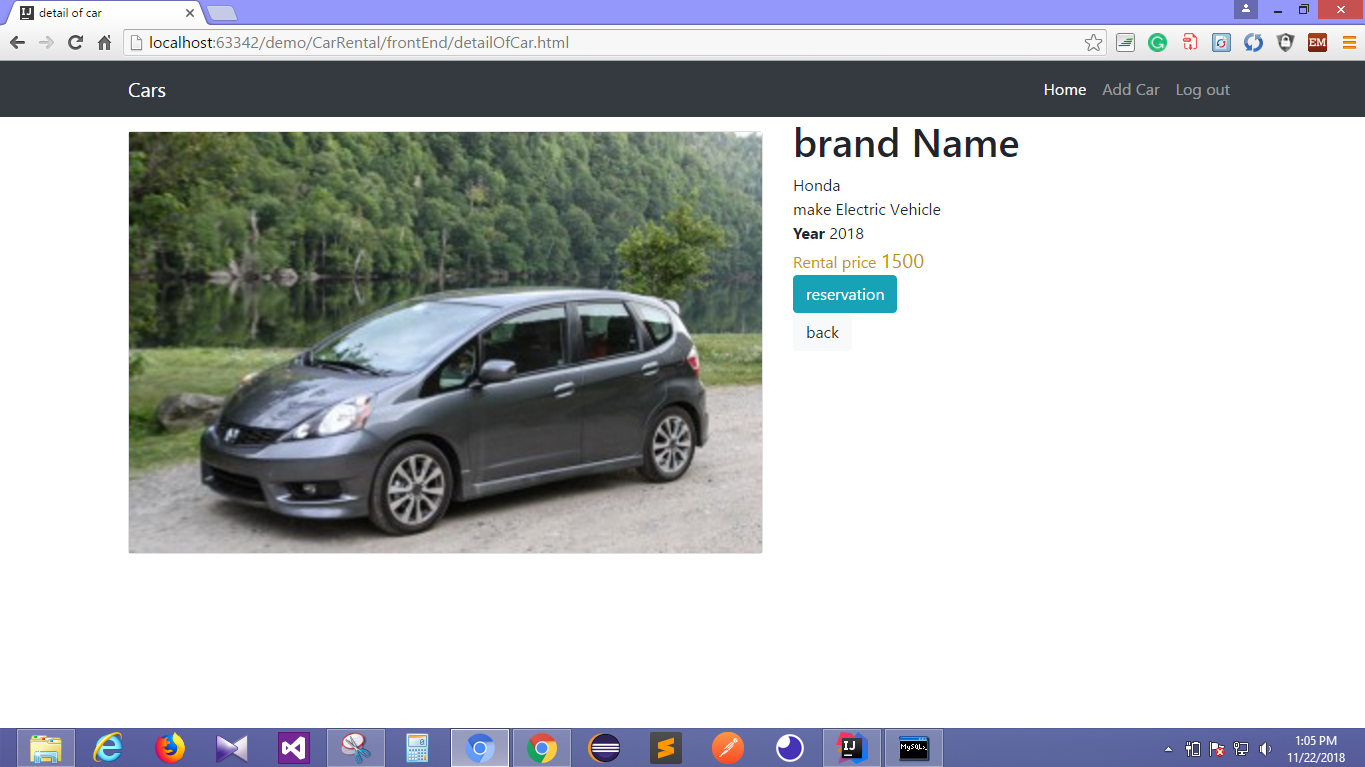 detail of car
localhost:63342/demo/CarRental/frontEnd/detailOfCar.html
EM
Cars
Home
Add Car
Log out
brand Name
Honda
make Electric Vehicle
Year 2018
Rental price 1500
reservation
back
IJ
MySQL
1:05 PM
11/22/2018